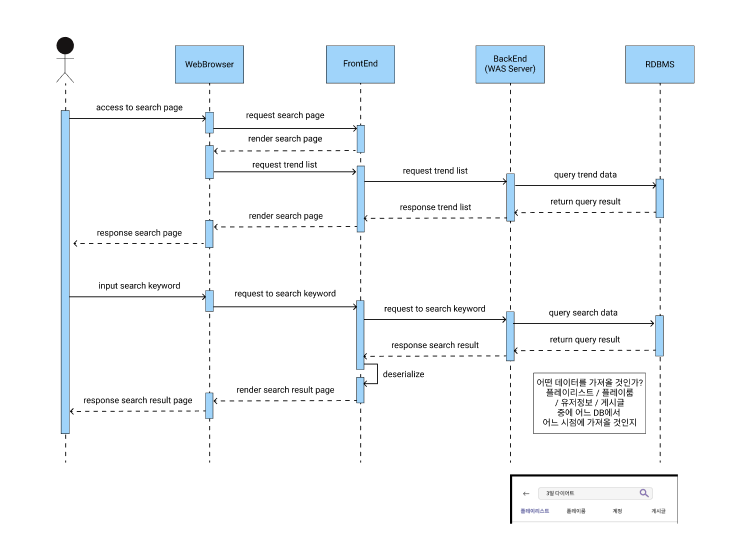 WebBrowser
FrontEnd
BackEnd
(WAS Server)
RDBMS
access to search page
request search page
render search page
request trend list
request trend list
query trend data
return query result
response trend list
render search page
response search page
input search keyword
request to search keyword
request to search keyword
query search data
return query result
response search result
deserialize
render search result page
response search result page
어떤 데이터를 가져올 것인가?
플레이리스트 / 플레이룸
/ 유저정보 / 게시글
중에 어느 DB에서
어느 시점에 가져올 것인지
← 3일 다이어트
플레이리스트 플레이룸 계정 게시글